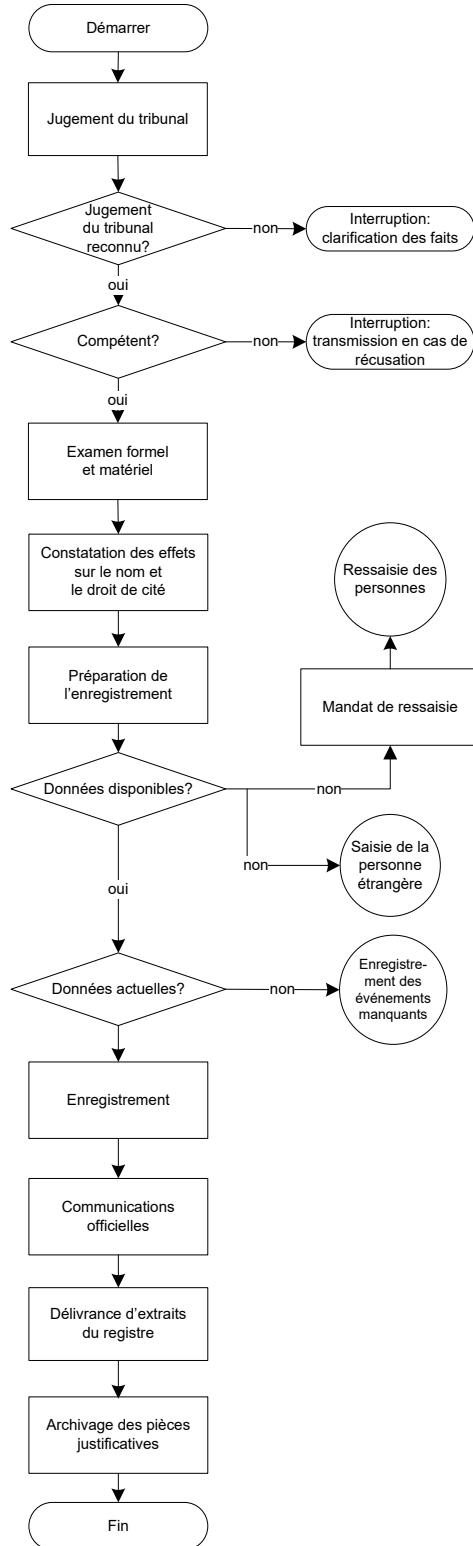 Démarrer
Jugement du tribunal
Jugement
du tribunal
reconnu?
non
Interruption:
clarification des faits
oui
Compétent?
non
Interruption:
transmission en cas de
récusation
oui
Examen formel
et matériel
Constatation des effets
sur le nom et
le droit de cité
Ressaisie des
personnes
Préparation de
l’enregistrement
Mandat de ressaisie
Données disponibles?
non
non
Saisie de la
personne
étrangère
oui
Données actuelles?
non
Enregistre-
ment des
événements
manquants
Enregistrement
Communications
officielles
Délivrance d’extraits
du registre
Archivage des pièces
justificatives
Fin